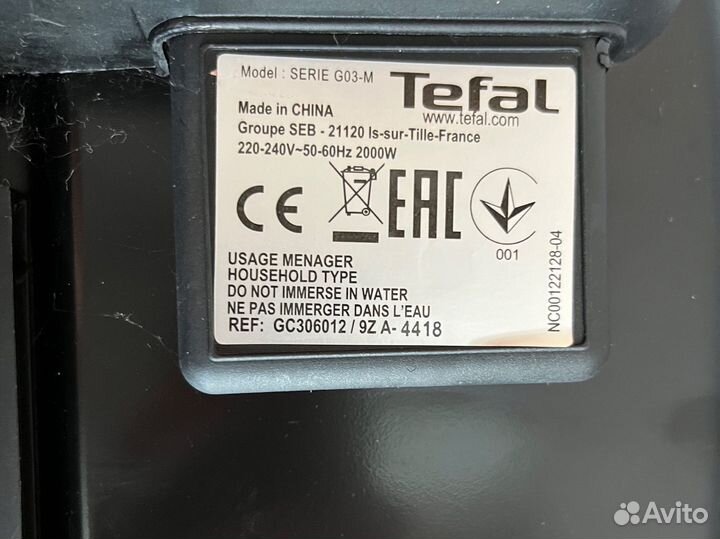 Model : SERIE G03-M
Tefal
www.tefal.com
Made in CHINA
Groupe SEB - 21120 Is-sur-Tille-France
220-240V~50-60Hz 2000W
CE
EAC
001
USAGE MENAGER
HOUSEHOLD TYPE
DO NOT IMMERSE IN WATER
NE PAS IMMERGER DANS L'EAU
REF: GC306012 / 9Z A- 4418
NC00122128-04
Avito